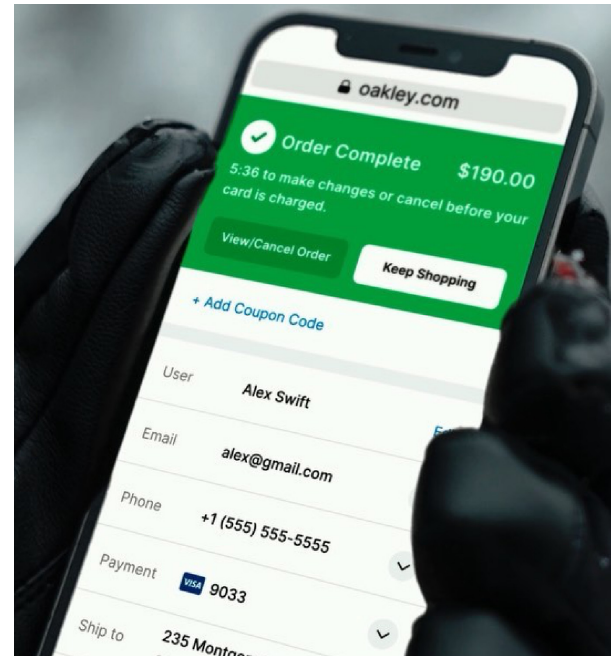 oakley.com
Order Complete $190.00
5:36 to make changes or cancel before your
card is charged.
View/Cancel Order Keep Shopping
+ Add Coupon Code
User Alex Swift
Email alex@gmail.com
Phone +1 (555) 555-5555
Payment VISA 9033
Ship to 235